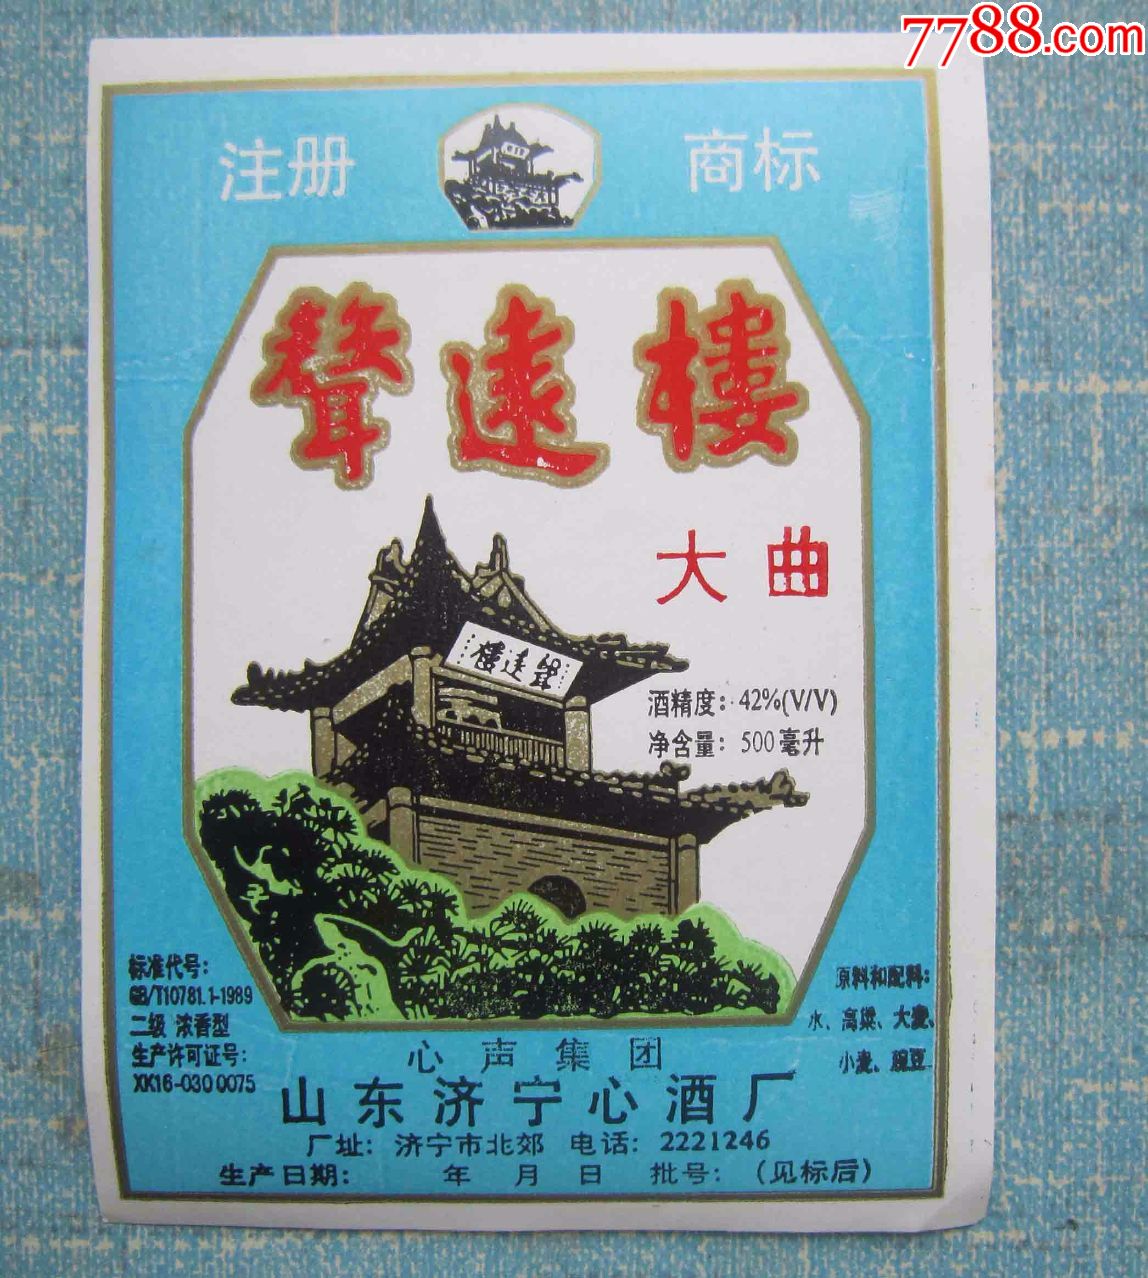 7788.com
注册 商标
聲遠樓
大曲
樓遠聲
酒精度：42%(V/V)
净含量：500毫升
标准代号：
GB/T10781.1-1989
二级 浓香型
生产许可证号：
XK16-030 0075
原料和配料：
水、高粱、大麦、
小麦、豌豆
心声集团
山东济宁心酒厂
厂址：济宁市北郊 电话：2221246
生产日期： 年 月 日 批号：（见标后）